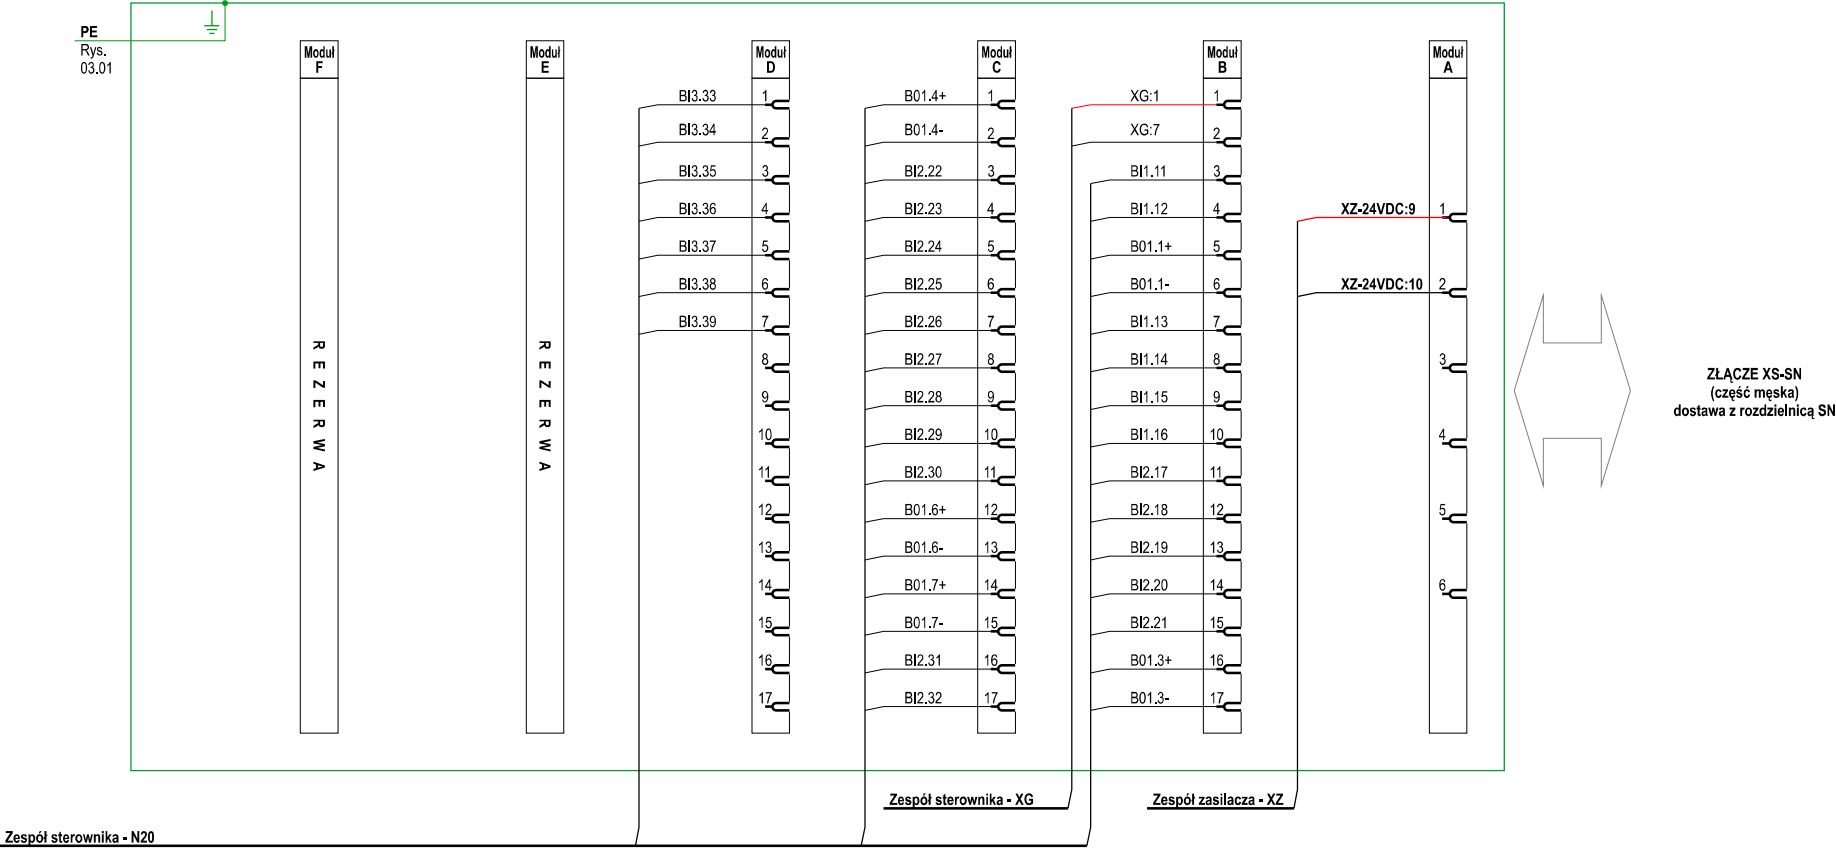 PE
Rys.
03.01
Moduł
F
R E Z E R W A
Moduł
E
R E Z E R W A
Moduł
D
BI3.33 1
BI3.34 2
BI3.35 3
BI3.36 4
BI3.37 5
BI3.38 6
BI3.39 7
8
9
10
11
12
13
14
15
16
17
Moduł
C
B01.4+ 1
B01.4- 2
BI2.22 3
BI2.23 4
BI2.24 5
BI2.25 6
BI2.26 7
BI2.27 8
BI2.28 9
BI2.29 10
BI2.30 11
B01.6+ 12
B01.6- 13
B01.7+ 14
B01.7- 15
BI2.31 16
BI2.32 17
Moduł
B
XG:1 1
XG:7 2
BI1.11 3
BI1.12 4
B01.1+ 5
B01.1- 6
BI1.13 7
BI1.14 8
BI1.15 9
BI1.16 10
BI2.17 11
BI2.18 12
BI2.19 13
BI2.20 14
BI2.21 15
B01.3+ 16
B01.3- 17
Moduł
A
XZ-24VDC:9 1
XZ-24VDC:10 2
3
4
5
6
ZŁĄCZE XS-SN
(część męska)
dostawa z rozdzielnicą SN
Zespół sterownika - XG
Zespół zasilacza - XZ
Zespół sterownika - N20